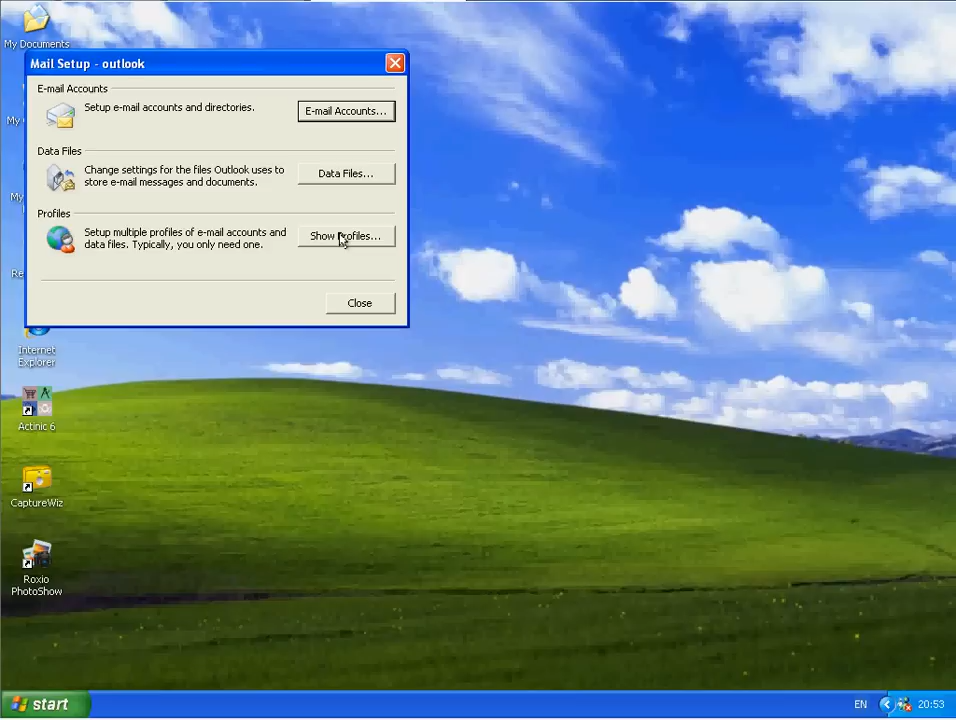 My Documents
Mail Setup - outlook
E-mail Accounts
Setup e-mail accounts and directories.
E-mail Accounts...
Data Files
Change settings for the files Outlook uses to
store e-mail messages and documents.
Data Files...
Profiles
Setup multiple profiles of e-mail accounts and
data files. Typically, you only need one.
Show Profiles...
Close
My
My
Re
Internet
Explorer
Actinic 6
CaptureWiz
Roxio
PhotoShow
start
EN
20:53